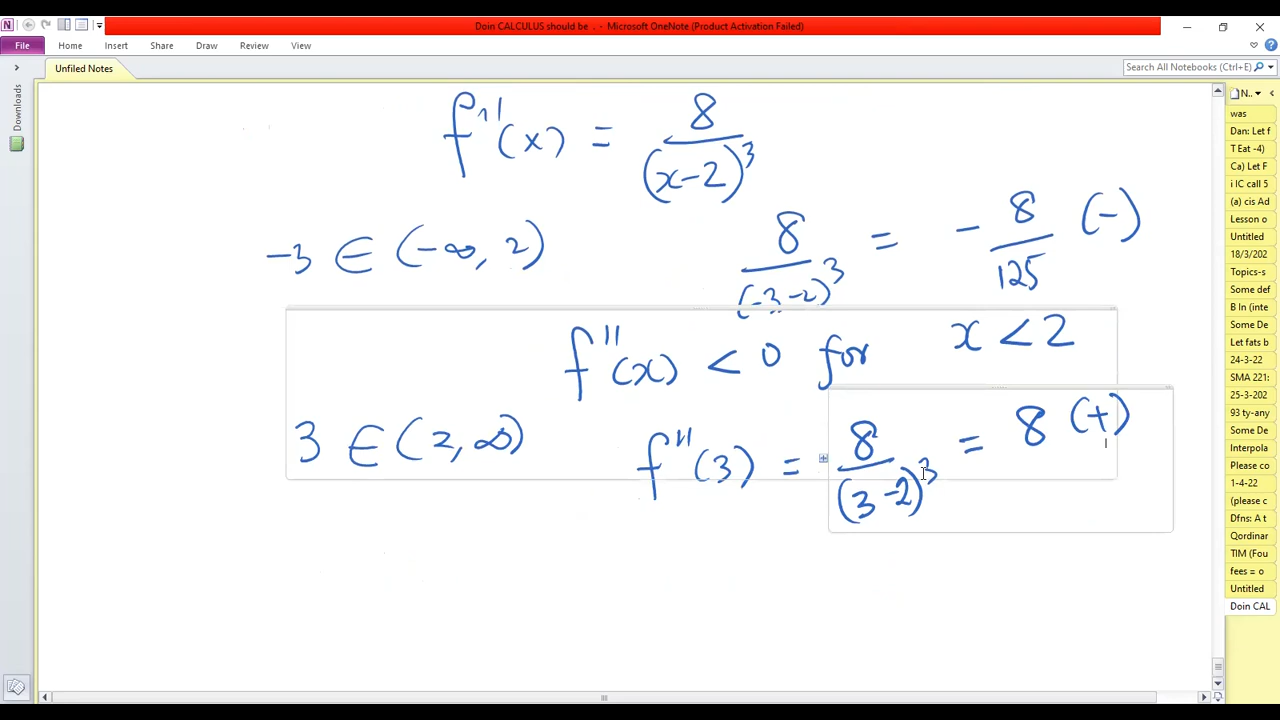 Doin CALCULUS should be . - Microsoft OneNote (Product Activation Failed)
File Home Insert Share Draw Review View
Unfiled Notes
Search All Notebooks (Ctrl+E)
Downloads
f''(x) = 8/(x-2)^3
-3 ∈ (-∞, 2) 8/(-3-2)^3 = -8/125 (-)
f''(x) < 0 for x < 2
3 ∈ (2, ∞) f''(3) = 8/(3-2)^3 = 8 (+)
N..
was
Dan: Let f
T Eat -4)
Ca) Let F
i IC call 5
(a) cis Ad
Lesson o
Untitled
18/3/202
Topics-s
Some def
B In (inte
Some De
Let fats b
24-3-22
SMA 221:
25-3-202
93 ty-any
Some De
Interpola
Please co
1-4-22
(please c
Dfns: A t
Qordinar
TIM (Fou
fees = o
Untitled
Doin CAL